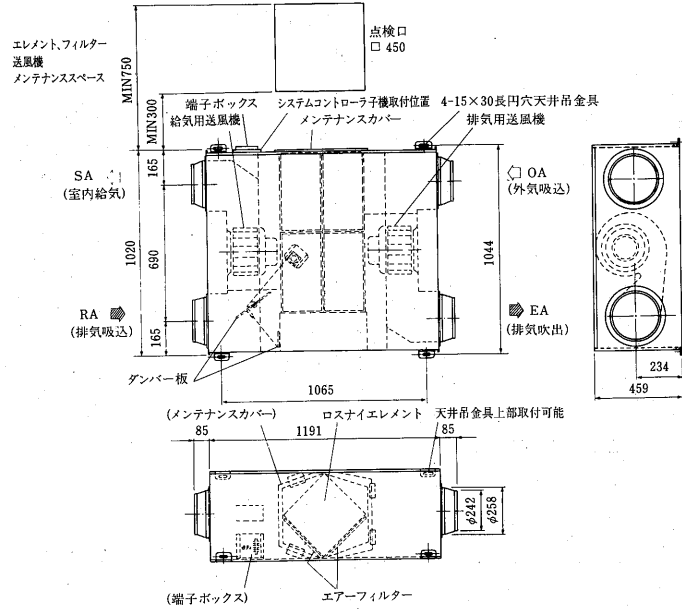 エレメント、フィルター
送風機
メンテナンススペース
MIN750
点検口
□ 450
MIN300
端子ボックス
給気用送風機
システムコントローラ子機取付位置
メンテナンスカバー
4-15×30長円穴天井吊金具
排気用送風機
SA
(室内給気)
165
OA
(外気吸込)
1020
690
1044
RA
(排気吸込)
165
EA
(排気吹出)
ダンパー板
1065
234
459
(メンテナンスカバー)
ロスナイエレメント
天井吊金具上部取付可能
85
1191
85
φ242
φ258
(端子ボックス)
エアーフィルター